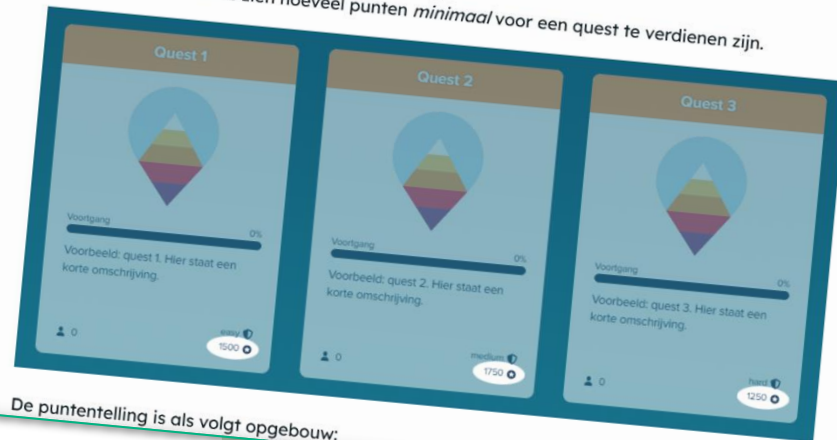 hoeveel punten minimaal voor een quest te verdienen zijn.
Quest 1
Voortgang
0%
Voorbeeld: quest 1. Hier staat een
korte omschrijving.
0
easy
1500
Quest 2
Voortgang
0%
Voorbeeld: quest 2. Hier staat een
korte omschrijving.
0
medium
1750
Quest 3
Voortgang
0%
Voorbeeld: quest 3. Hier staat een
korte omschrijving.
0
hard
1250
De puntentelling is als volgt opgebouw: